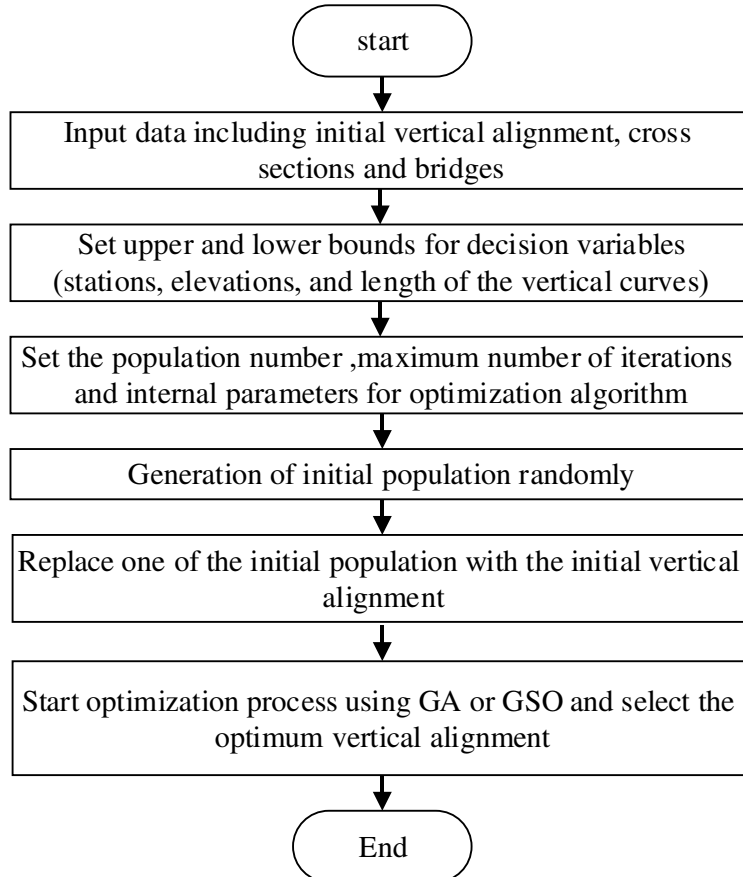 start
Input data including initial vertical alignment, cross
sections and bridges
Set upper and lower bounds for decision variables
(stations, elevations, and length of the vertical curves)
Set the population number ,maximum number of iterations
and internal parameters for optimization algorithm
Generation of initial population randomly
Replace one of the initial population with the initial vertical
alignment
Start optimization process using GA or GSO and select the
optimum vertical alignment
End